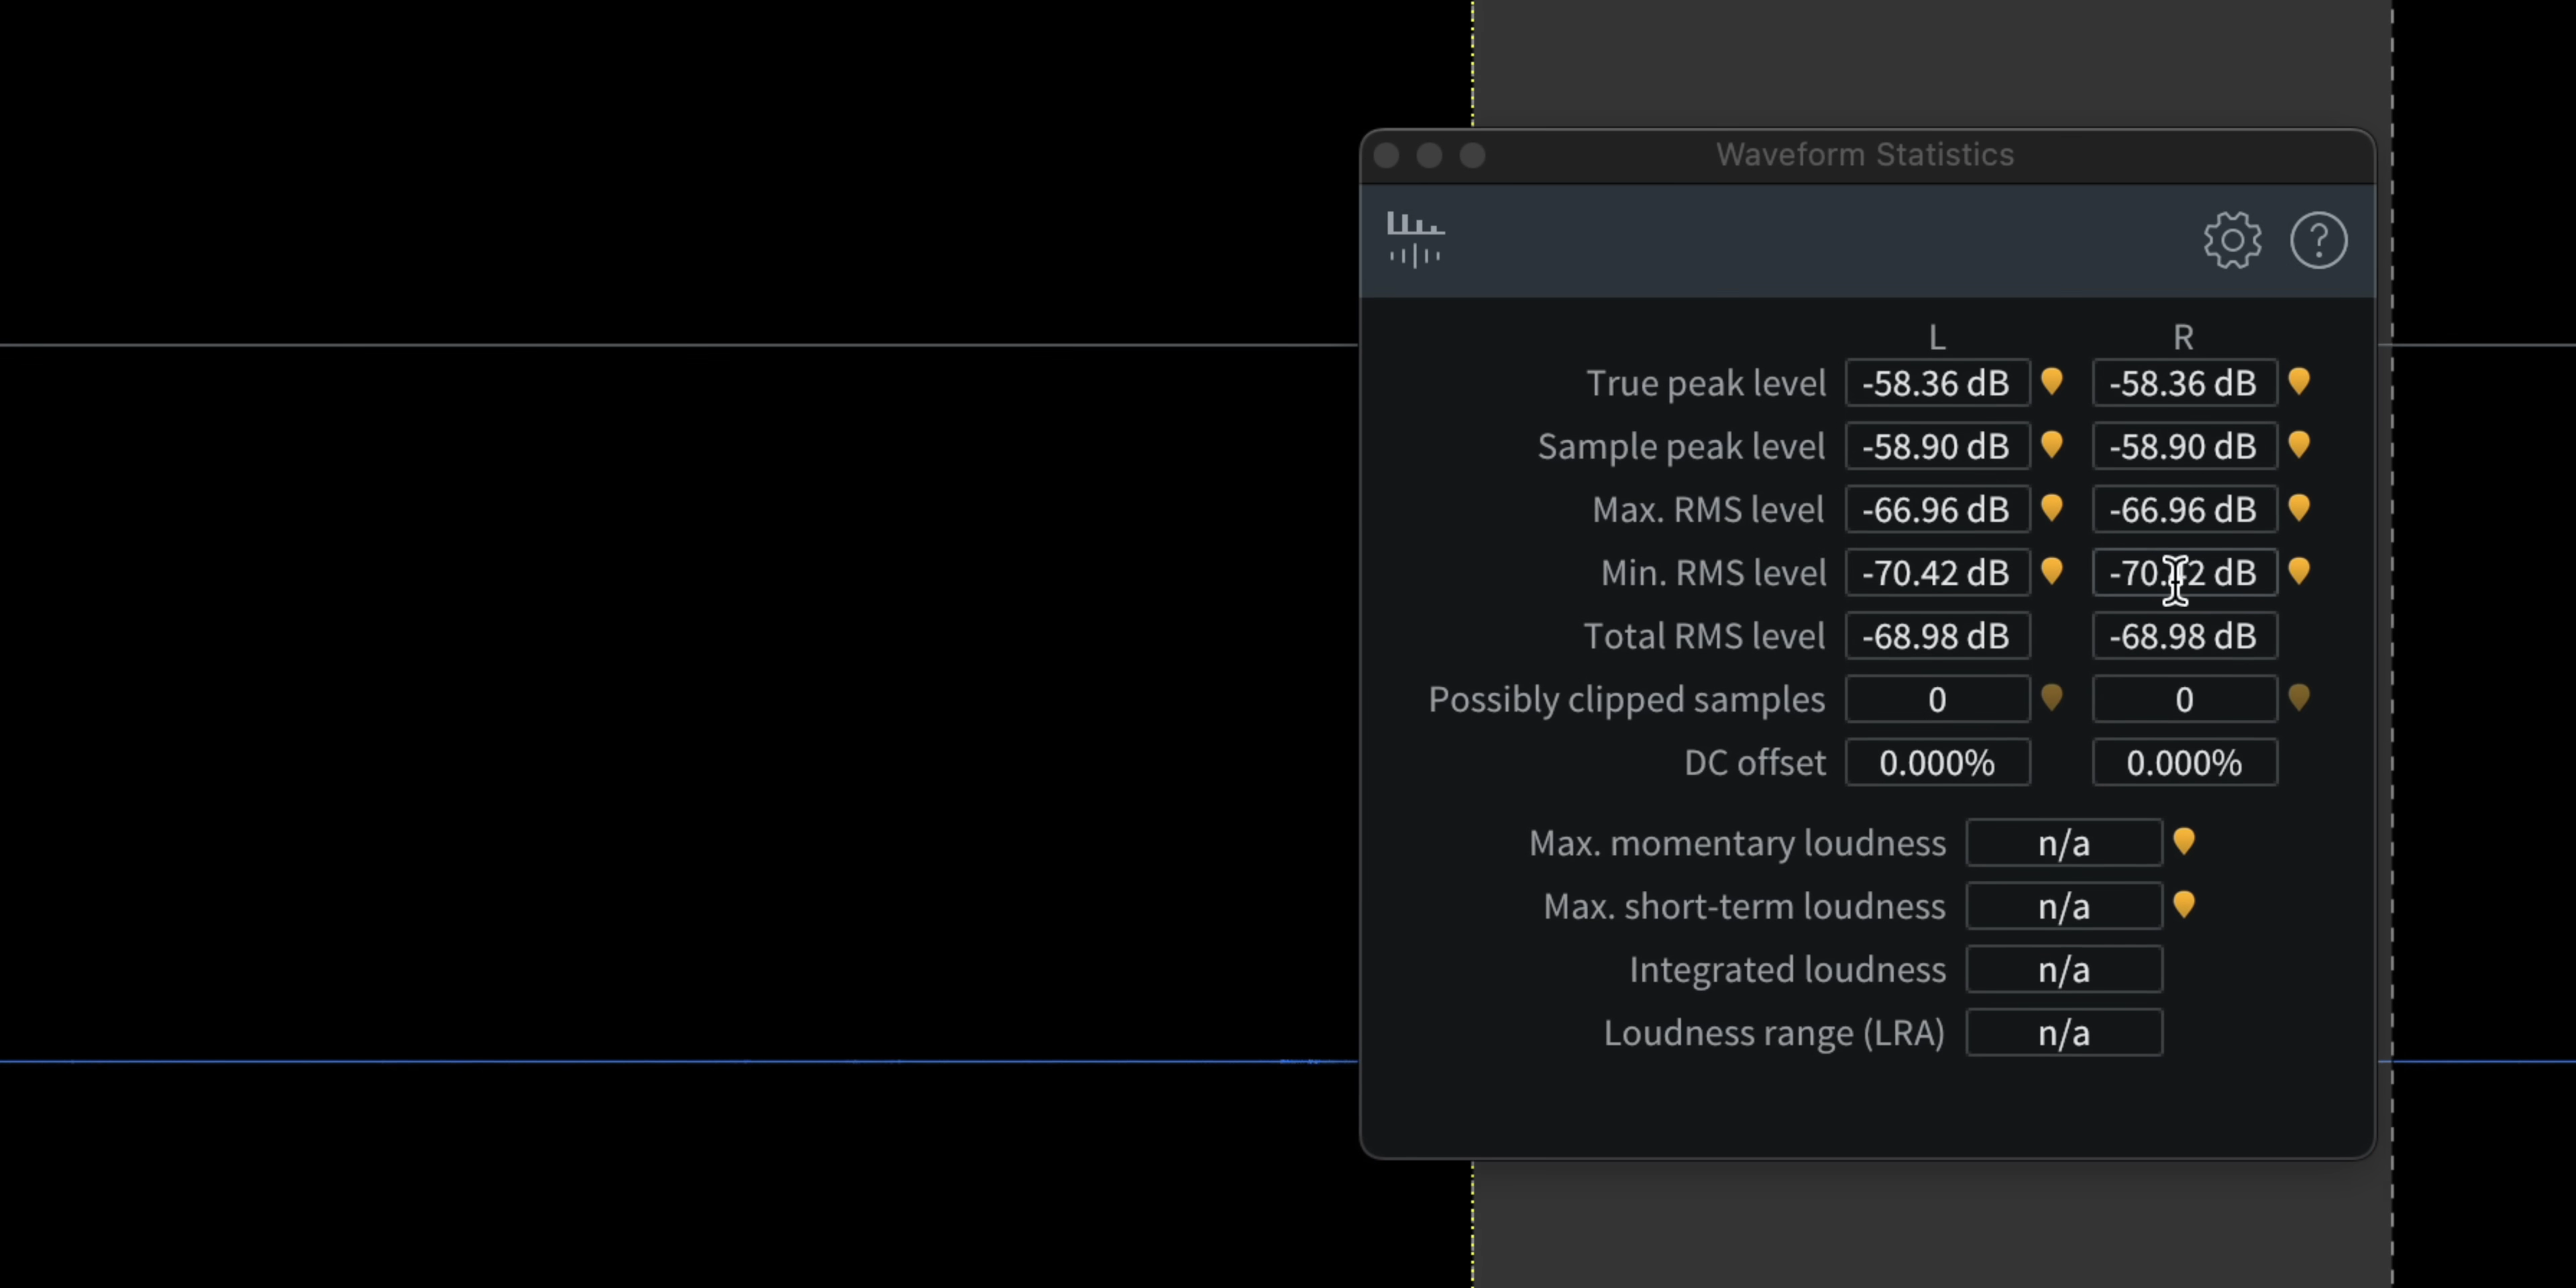 Waveform Statistics
?
L R
True peak level -58.36 dB -58.36 dB
Sample peak level -58.90 dB -58.90 dB
Max. RMS level -66.96 dB -66.96 dB
Min. RMS level -70.42 dB dB
Total RMS level -68.98 dB -68.98 dB
Possibly clipped samples 0 0
DC offset 0.000% 0.000%
Max. momentary loudness n/a
Max. short-term loudness n/a
Integrated loudness n/a
Loudness range (LRA) n/a